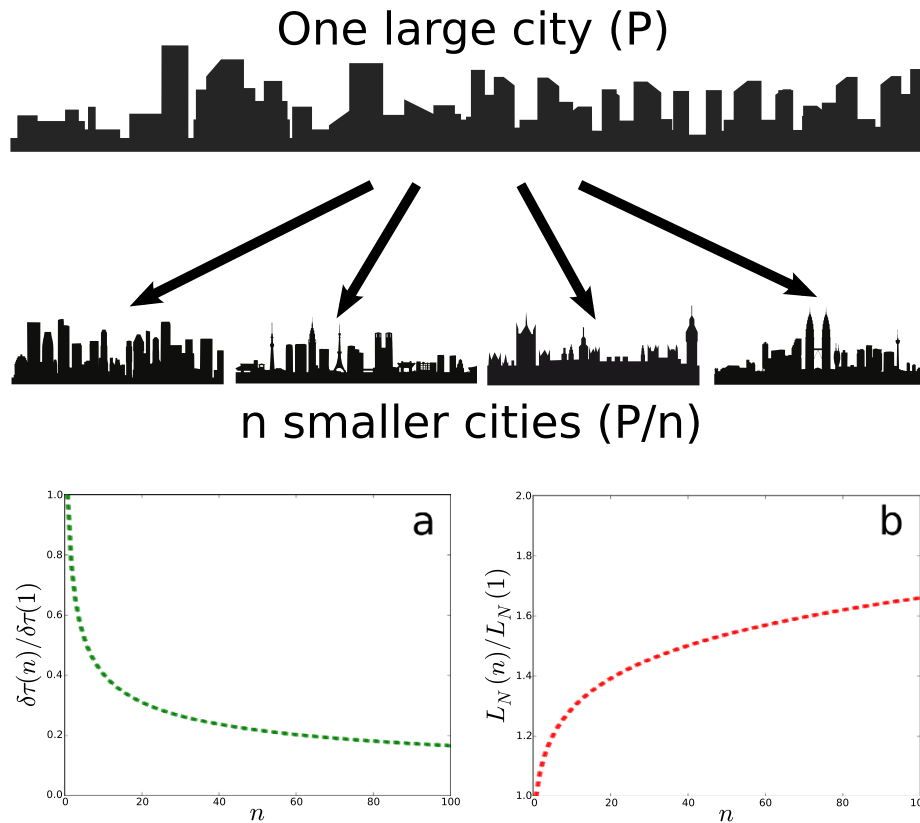 One large city (P)
n smaller cities (P/n)
a
1.0
0.8
0.6
0.4
0.2
0.0
δτ(n)/δτ(1)
0 20 40 60 80 100
n
b
2.0
1.8
1.6
1.4
1.2
1.0
L_N(n)/L_N(1)
0 20 40 60 80 10
n